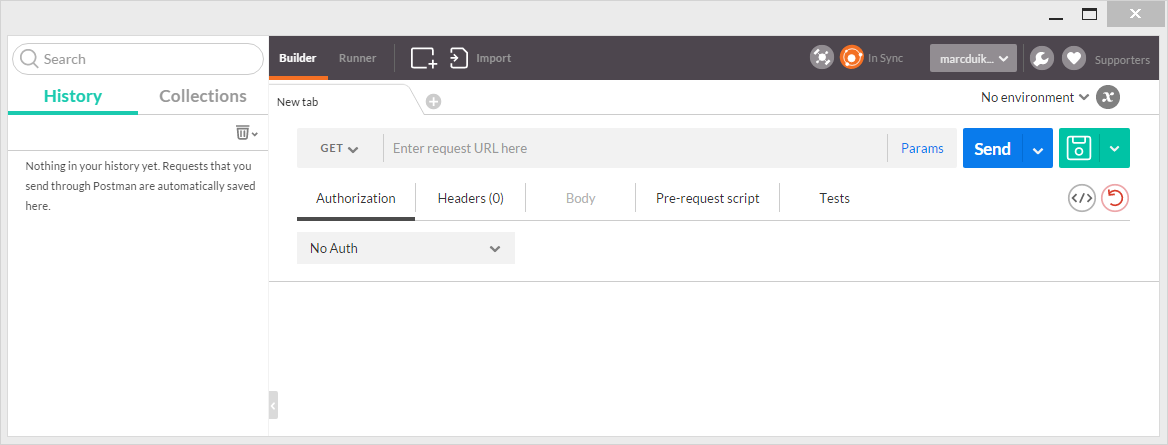 Search
History
Collections
Nothing in your history yet. Requests that you
send through Postman are automatically saved
here.
Builder
Runner
Import
In Sync
marcduik...
Supporters
New tab
No environment
x
GET
Enter request URL here
Params
Send
Authorization
Headers (0)
Body
Pre-request script
Tests
</>
No Auth